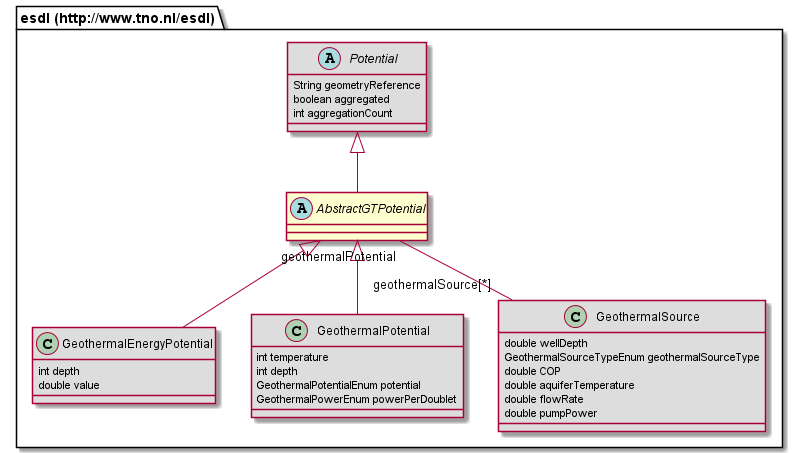 esdl (http://www.tno.nl/esdl)
A Potential
String geometryReference
boolean aggregated
int aggregationCount
A AbstractGTPotential
geothermalPotential
geothermalSource[*]
C GeothermalEnergyPotential
int depth
double value
C GeothermalPotential
int temperature
int depth
GeothermalPotentialEnum potential
GeothermalPowerEnum powerPerDoublet
C GeothermalSource
double wellDepth
GeothermalSourceTypeEnum geothermalSourceType
double COP
double aquiferTemperature
double flowRate
double pumpPower